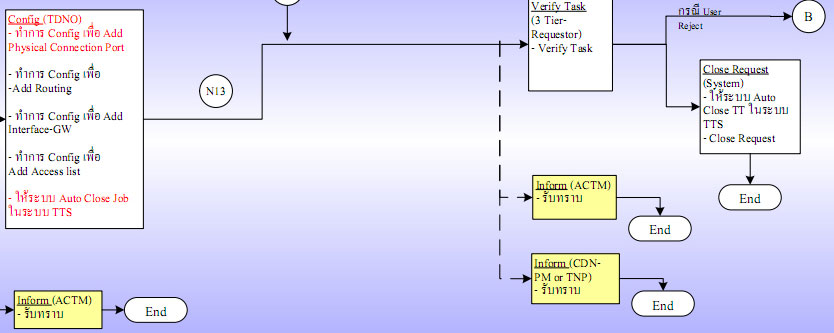 Config (TDNO)
- ทำการ Config เพื่อ Add
Physical Connection Port
- ทำการ Config เพื่อ
-Add Routing
- ทำการ Config เพื่อ Add
Interface-GW
- ทำการ Config เพื่อ
Add Access list
- ให้ระบบ Auto Close Job
ในระบบ TTS
N13
Verify Task
(3 Tier-
Requestor)
- Verify Task
กรณี User
Reject
B
Close Request
(System)
- ให้ระบบ Auto
Close TT ในระบบ
TTS
- Close Request
End
Inform (ACTM)
- รับทราบ
End
Inform (CDN-
PM or TNP)
- รับทราบ
End
Inform (ACTM)
- รับทราบ
End